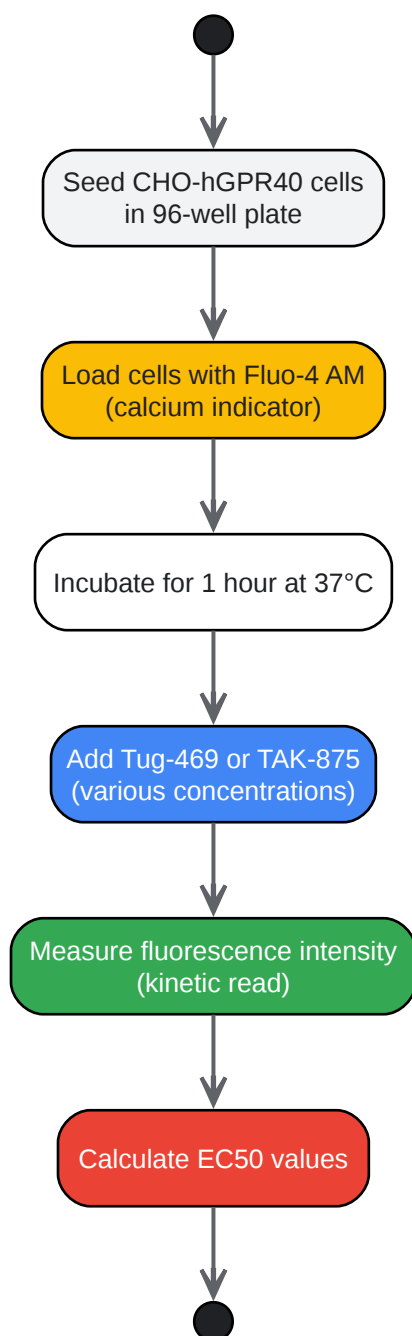 Seed CHO-hGPR40 cells
in 96-well plate
Load cells with Fluo-4 AM
(calcium indicator)
Incubate for 1 hour at 37°C
Add Tug-469 or TAK-875
(various concentrations)
Measure fluorescence intensity
(kinetic read)
Calculate EC50 values